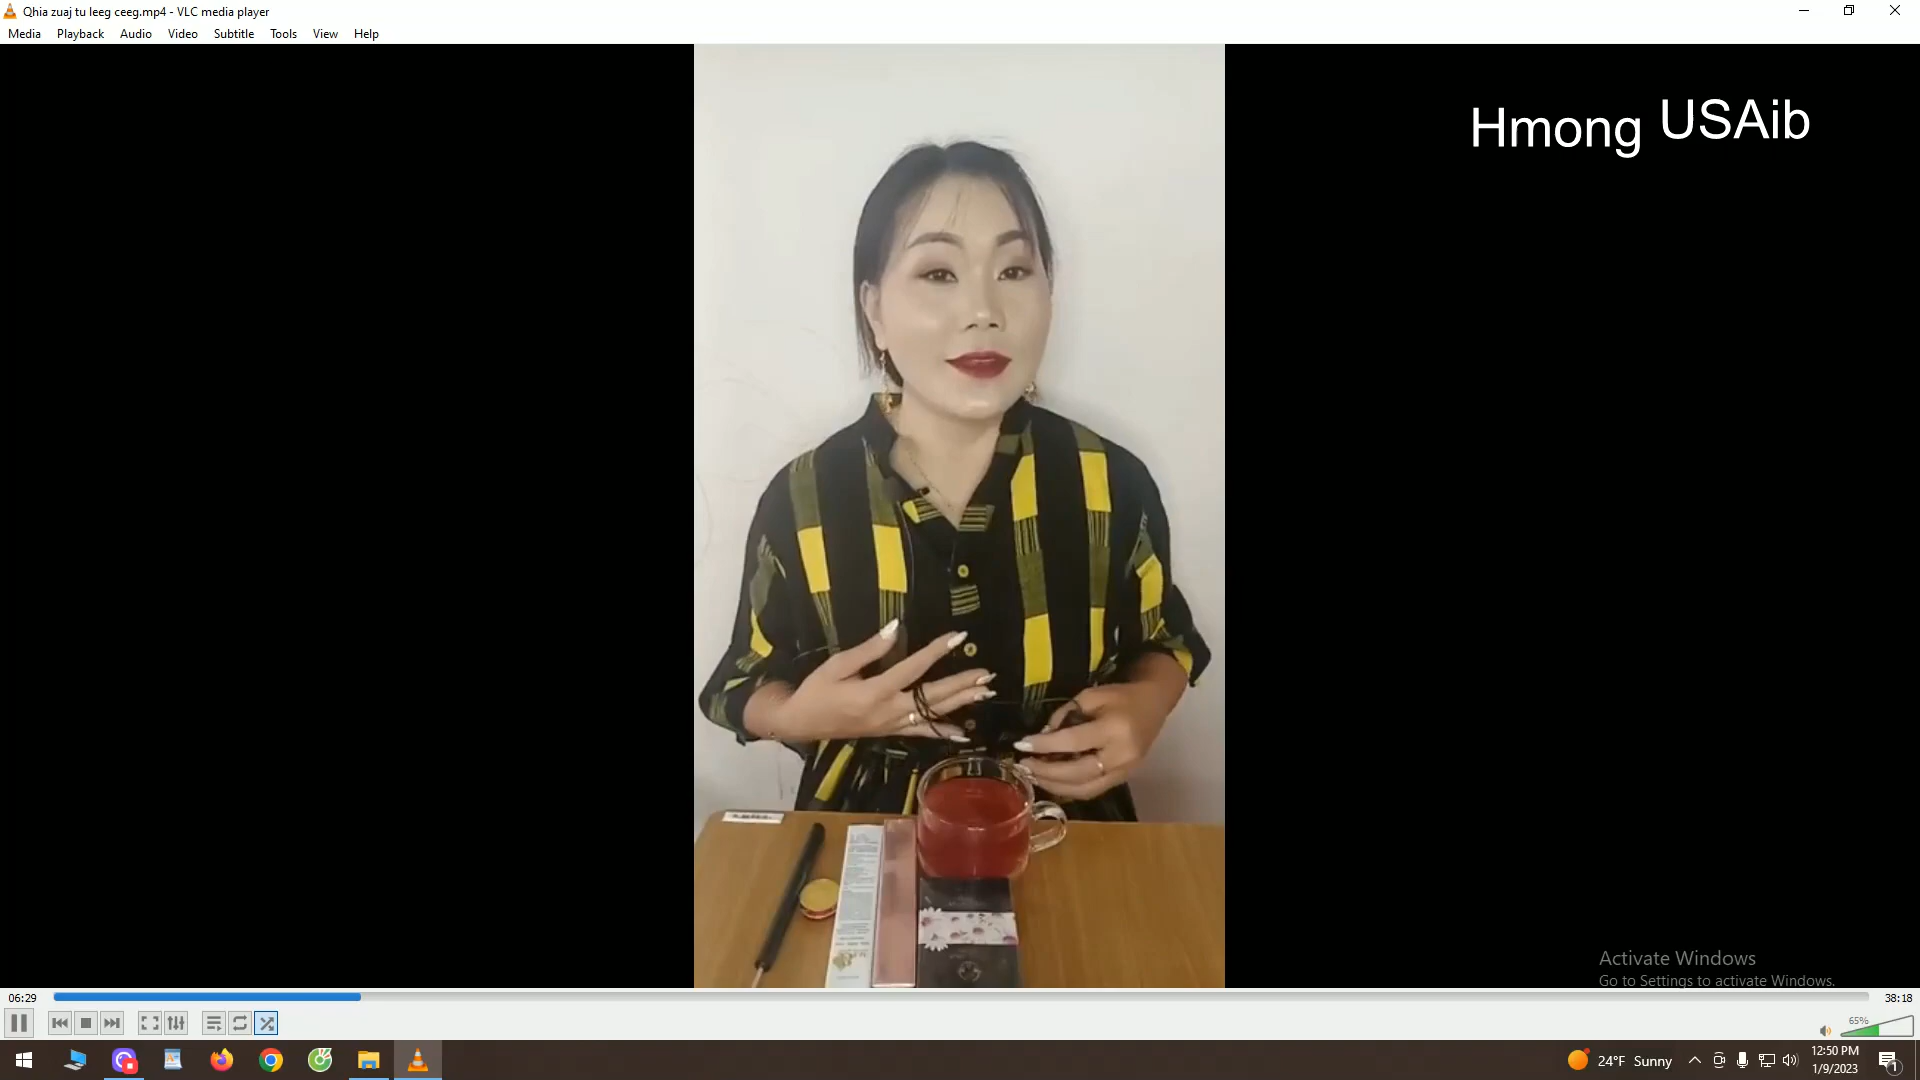 Qhia zuaj tu leeg ceeg.mp4 - VLC media player
Media Playback Audio Video Subtitle Tools View Help
Hmong USAib
Activate Windows
Go to Settings to activate Windows.
06:29
38:18
65%
24°F Sunny
12:50 PM
1/9/2023
1